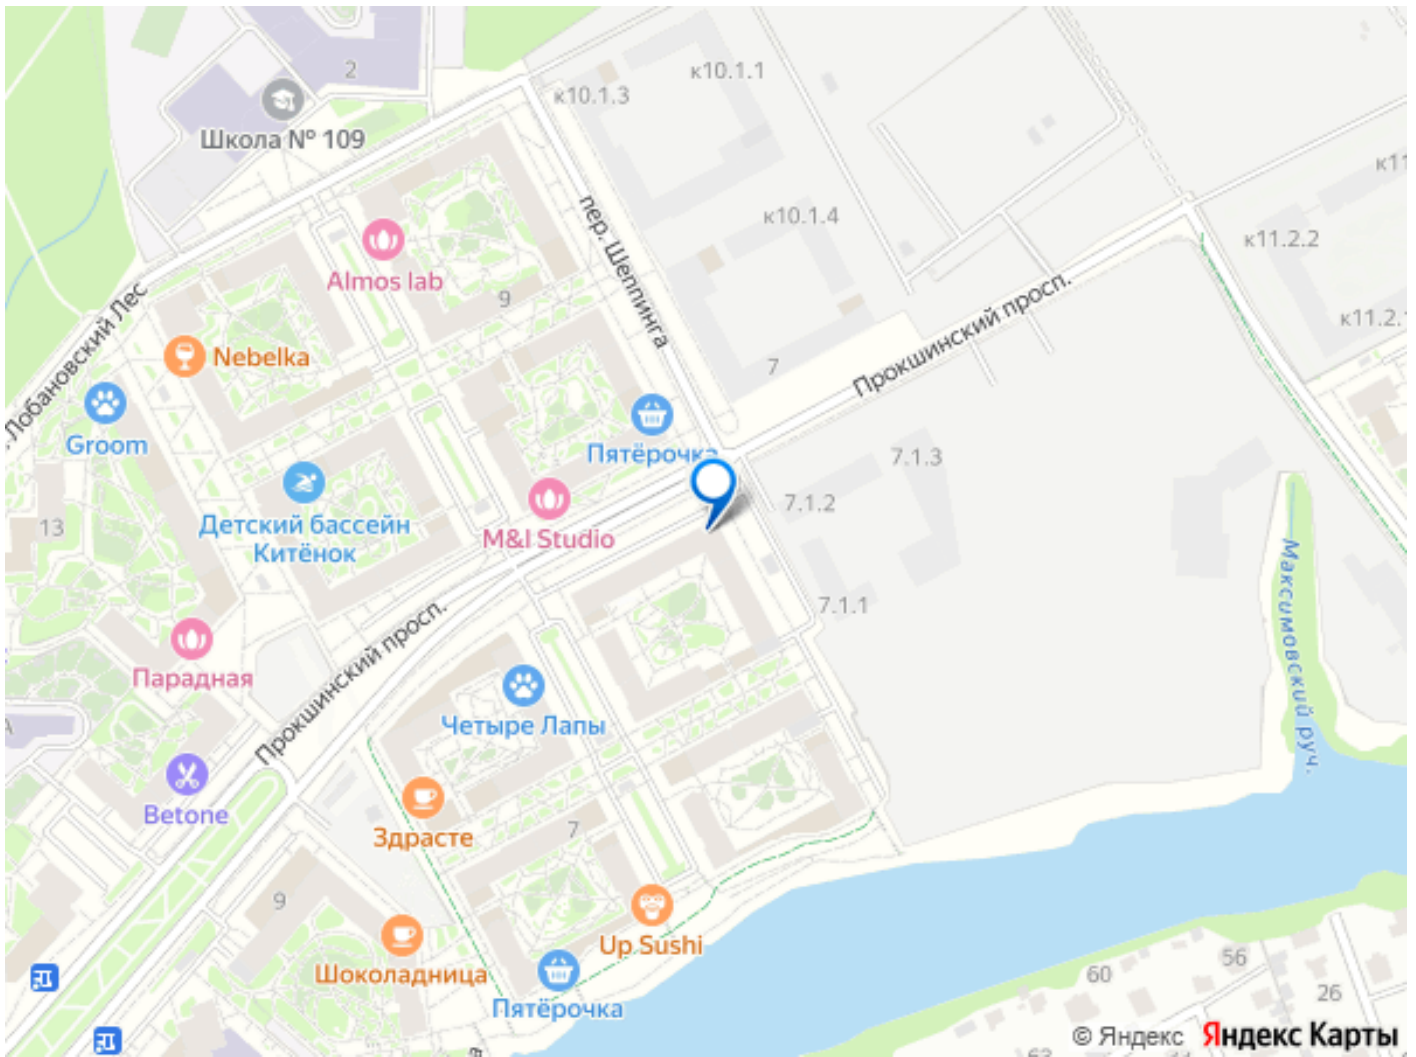 к10.1.1
2
к10.1.3
Школа № 109
к11
пер. Шеппинга
к10.1.4
к11.2.2
Almos lab
9
Прокшинский просп.
Лобановский Лес
к11.2.
Nebelka
7
Groom
Пятёрочка
7.1.3
7.1.2
13
Детский бассейн
Китёнок
M&I Studio
7.1.1
Максимовский руч.
Прокшинский просп.
Парадная
Четыре Лапы
Betone
Здрасте
7
9
Up Sushi
Шоколадница
Пятёрочка
60
56
26
63
© Яндекс Яндекс Карты